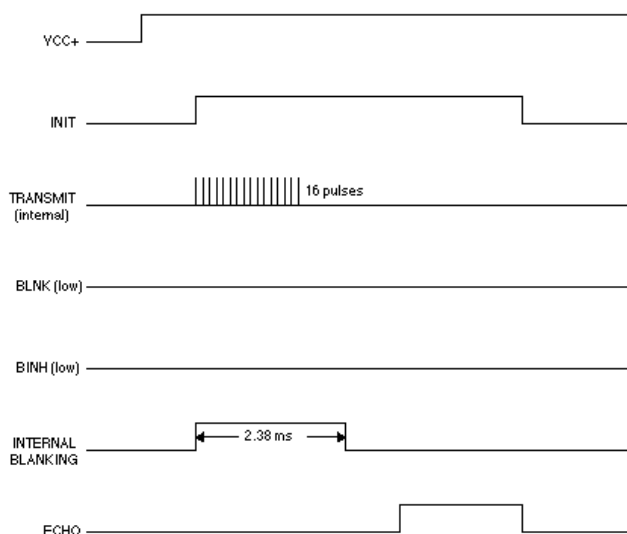 VCC+
INIT
TRANSMIT
(internal)
16 pulses
BLNK (low)
BINH (low)
INTERNAL
BLANKING
2.38 ms
ECHO